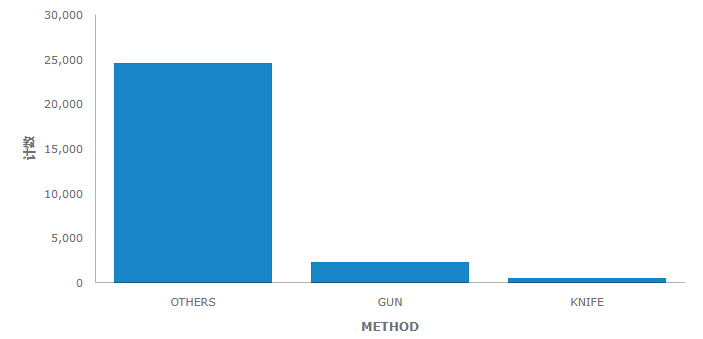 30,000
25,000
20,000
15,000
10,000
5,000
0
计数
OTHERS
GUN
KNIFE
METHOD